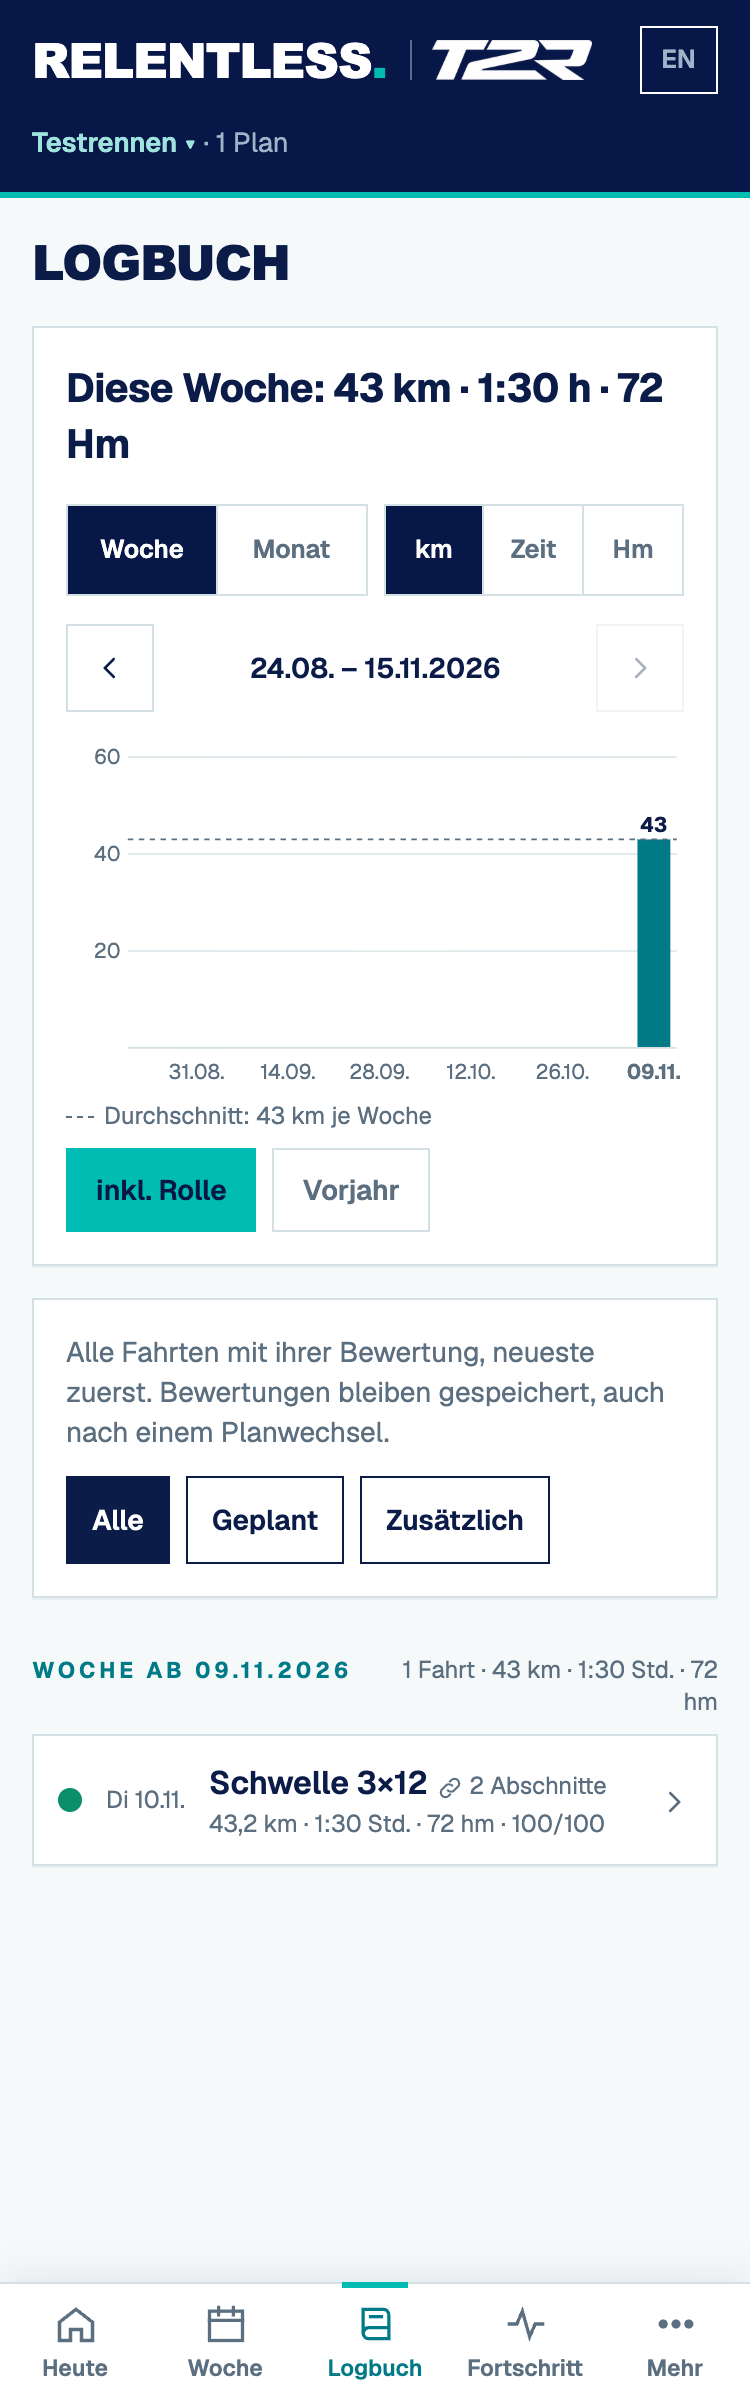 RELENTLESS. T2R EN
Testrennen ▾ · 1 Plan
LOGBUCH
Diese Woche: 43 km · 1:30 h · 72
Hm
Woche Monat km Zeit Hm
24.08. – 15.11.2026
60
43
40
20
31.08. 14.09. 28.09. 12.10. 26.10. 09.11.
Durchschnitt: 43 km je Woche
inkl. Rolle Vorjahr
Alle Fahrten mit ihrer Bewertung, neueste
zuerst. Bewertungen bleiben gespeichert, auch
nach einem Planwechsel.
Alle Geplant Zusätzlich
WOCHE AB 09.11.2026 1 Fahrt · 43 km · 1:30 Std. · 72
hm
Di 10.11. Schwelle 3×12 2 Abschnitte
43,2 km · 1:30 Std. · 72 hm · 100/100
Heute Woche Logbuch Fortschritt Mehr